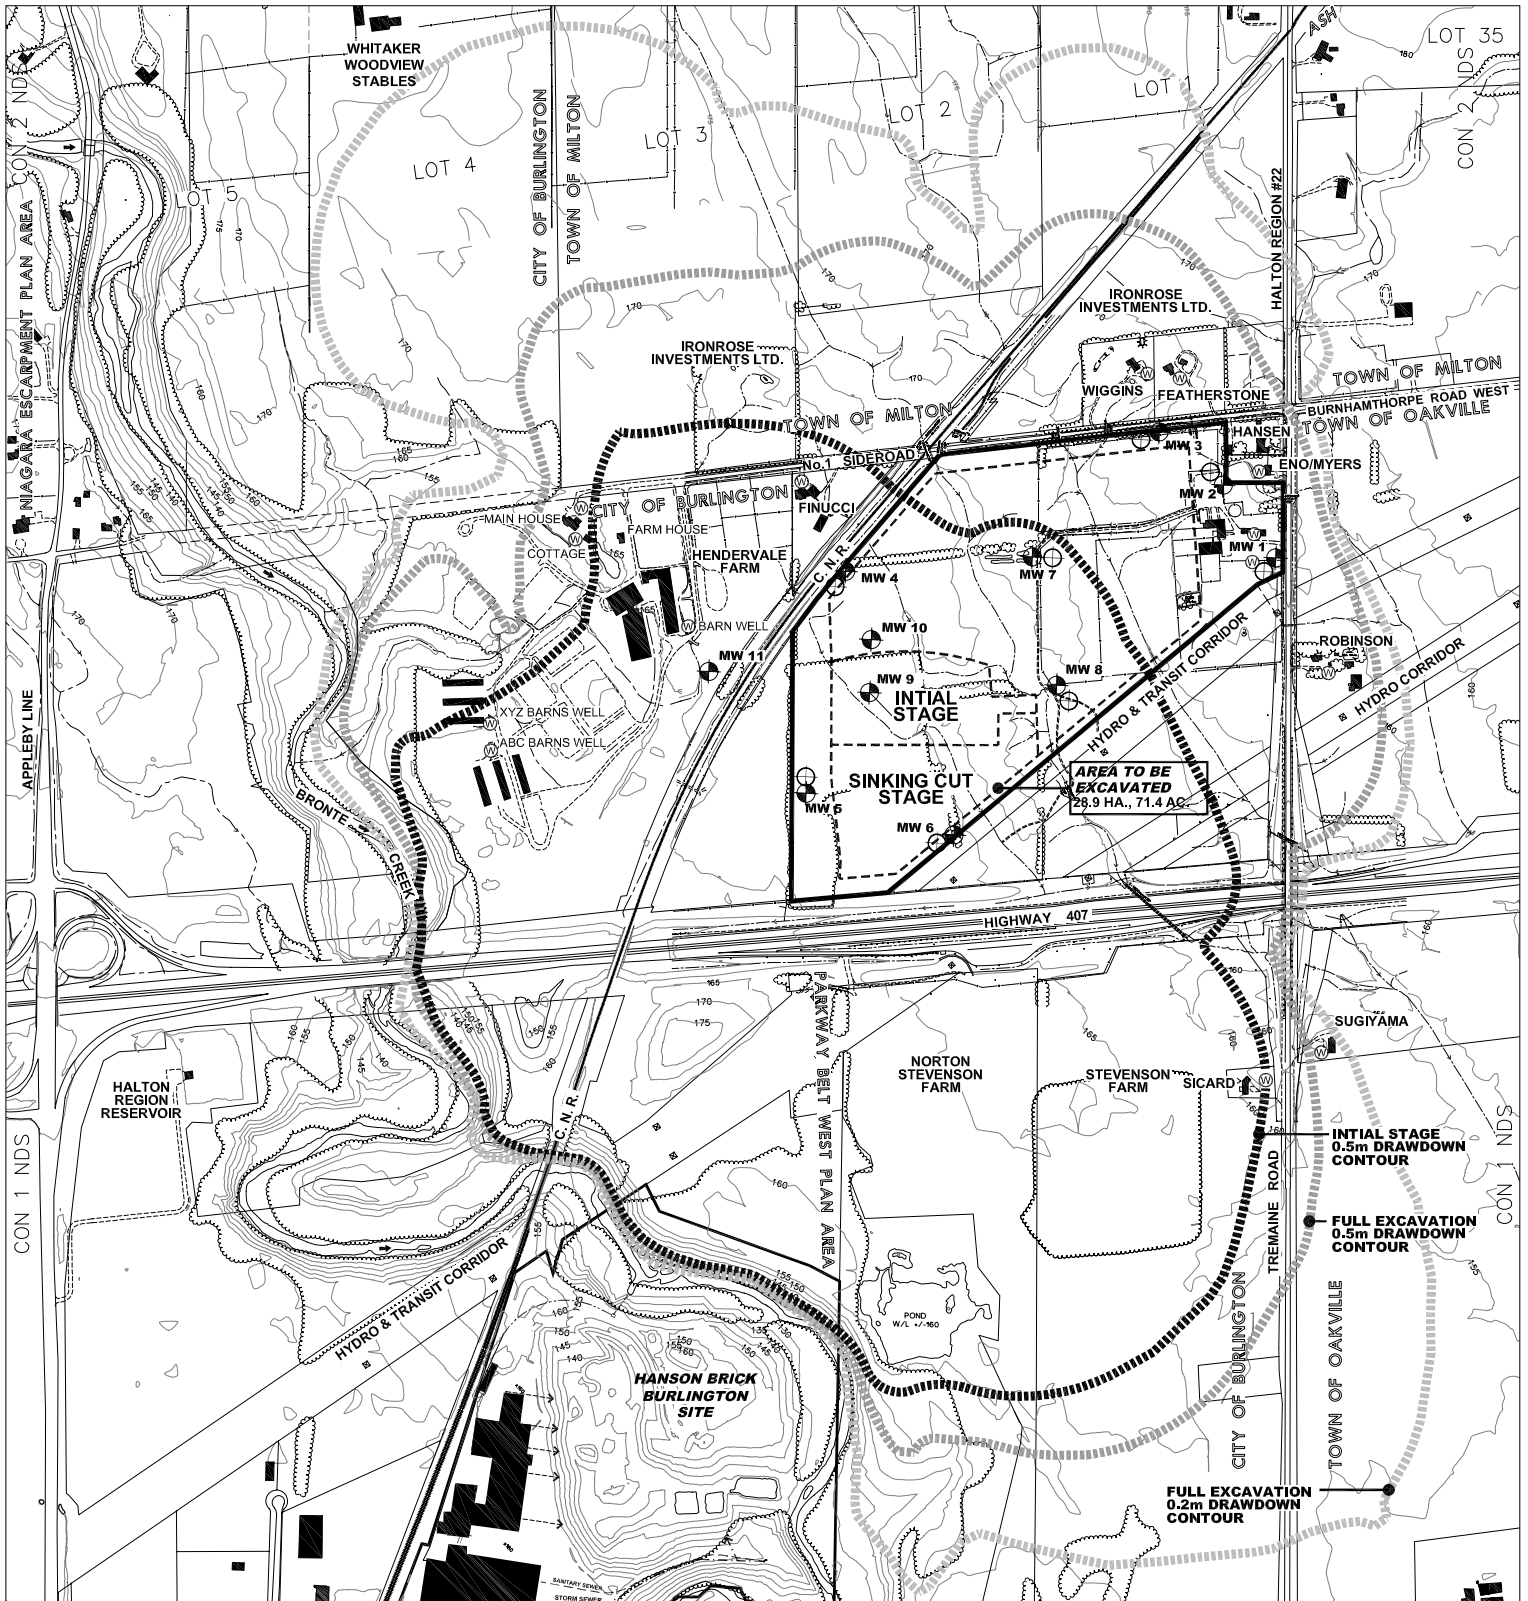 WHITAKER
WOODVIEW
STABLES
ASH
LOT 35
CON 2 NDS
CON 2 NDS
LOT
LOT 2
LOT 3
LOT 4
LOT 5
CITY OF BURLINGTON
TOWN OF MILTON
HALTON REGION #22
NIAGARA ESCARPMENT PLAN AREA
IRONROSE
INVESTMENTS LTD.
IRONROSE
INVESTMENTS LTD.
WIGGINS
FEATHERSTONE
TOWN OF MILTON
BURNHAMTHORPE ROAD WEST
TOWN OF OAKVILLE
TOWN OF MILTON
No.1 SIDEROAD
CITY OF BURLINGTON
HANSEN
ENO/MYERS
MW 3
MW 2
MW 1
MAIN HOUSE
COTTAGE
FARM HOUSE
HENDERVALE
FARM
FINUCCI
C. N. R.
MW 4
MW 7
MW 10
MW 9
MW 8
MW 11
BARN WELL
XYZ BARNS WELL
ABC BARNS WELL
INTIAL
STAGE
SINKING CUT
STAGE
MW 5
MW 6
HYDRO & TRANSIT CORRIDOR
AREA TO BE
EXCAVATED
28.9 HA., 71.4 AC.
ROBINSON
HYDRO CORRIDOR
APPLEBY LINE
BRONTE
CREEK
HIGHWAY 407
PARKWAY BELT WEST PLAN AREA
165
170
175
HALTON
REGION
RESERVOIR
NORTON
STEVENSON
FARM
STEVENSON
FARM
SICARD
SUGIYAMA
C. N. R.
CON 1 NDS
CON 1 NDS
INTIAL STAGE
0.5m DRAWDOWN
CONTOUR
FULL EXCAVATION
0.5m DRAWDOWN
CONTOUR
TREMAINE ROAD
CITY OF BURLINGTON
TOWN OF OAKVILLE
HYDRO & TRANSIT CORRIDOR
POND
W/L +/-160
HANSON BRICK
BURLINGTON
SITE
FULL EXCAVATION
0.2m DRAWDOWN
CONTOUR
SANITARY SEWER
STORM SEWER